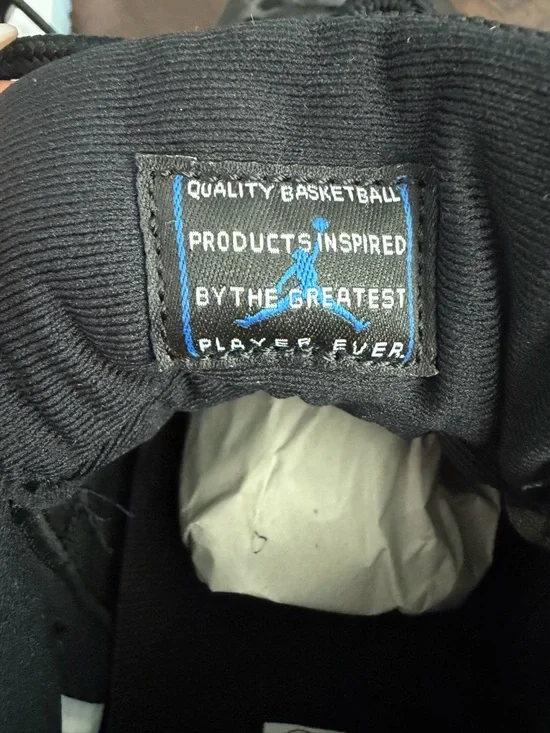 QUALITY BASKETBALL
PRODUCTS INSPIRED
BY THE GREATEST
PLAYER EVER.